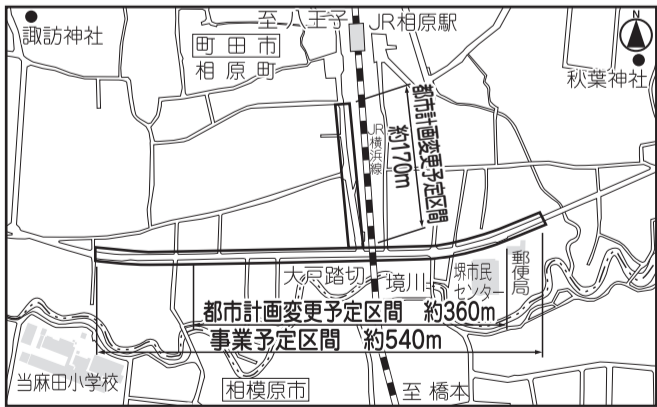 至 八王子
JR相原駅
N
諏訪神社
町田市
相原町
秋葉神社
都市計画変更予定区間
約170m
JR横浜線
大戸踏切
境川
堺市民
センター
郵便局
都市計画変更予定区間 約360m
事業予定区間 約540m
当麻田小学校
相模原市
至 橋本